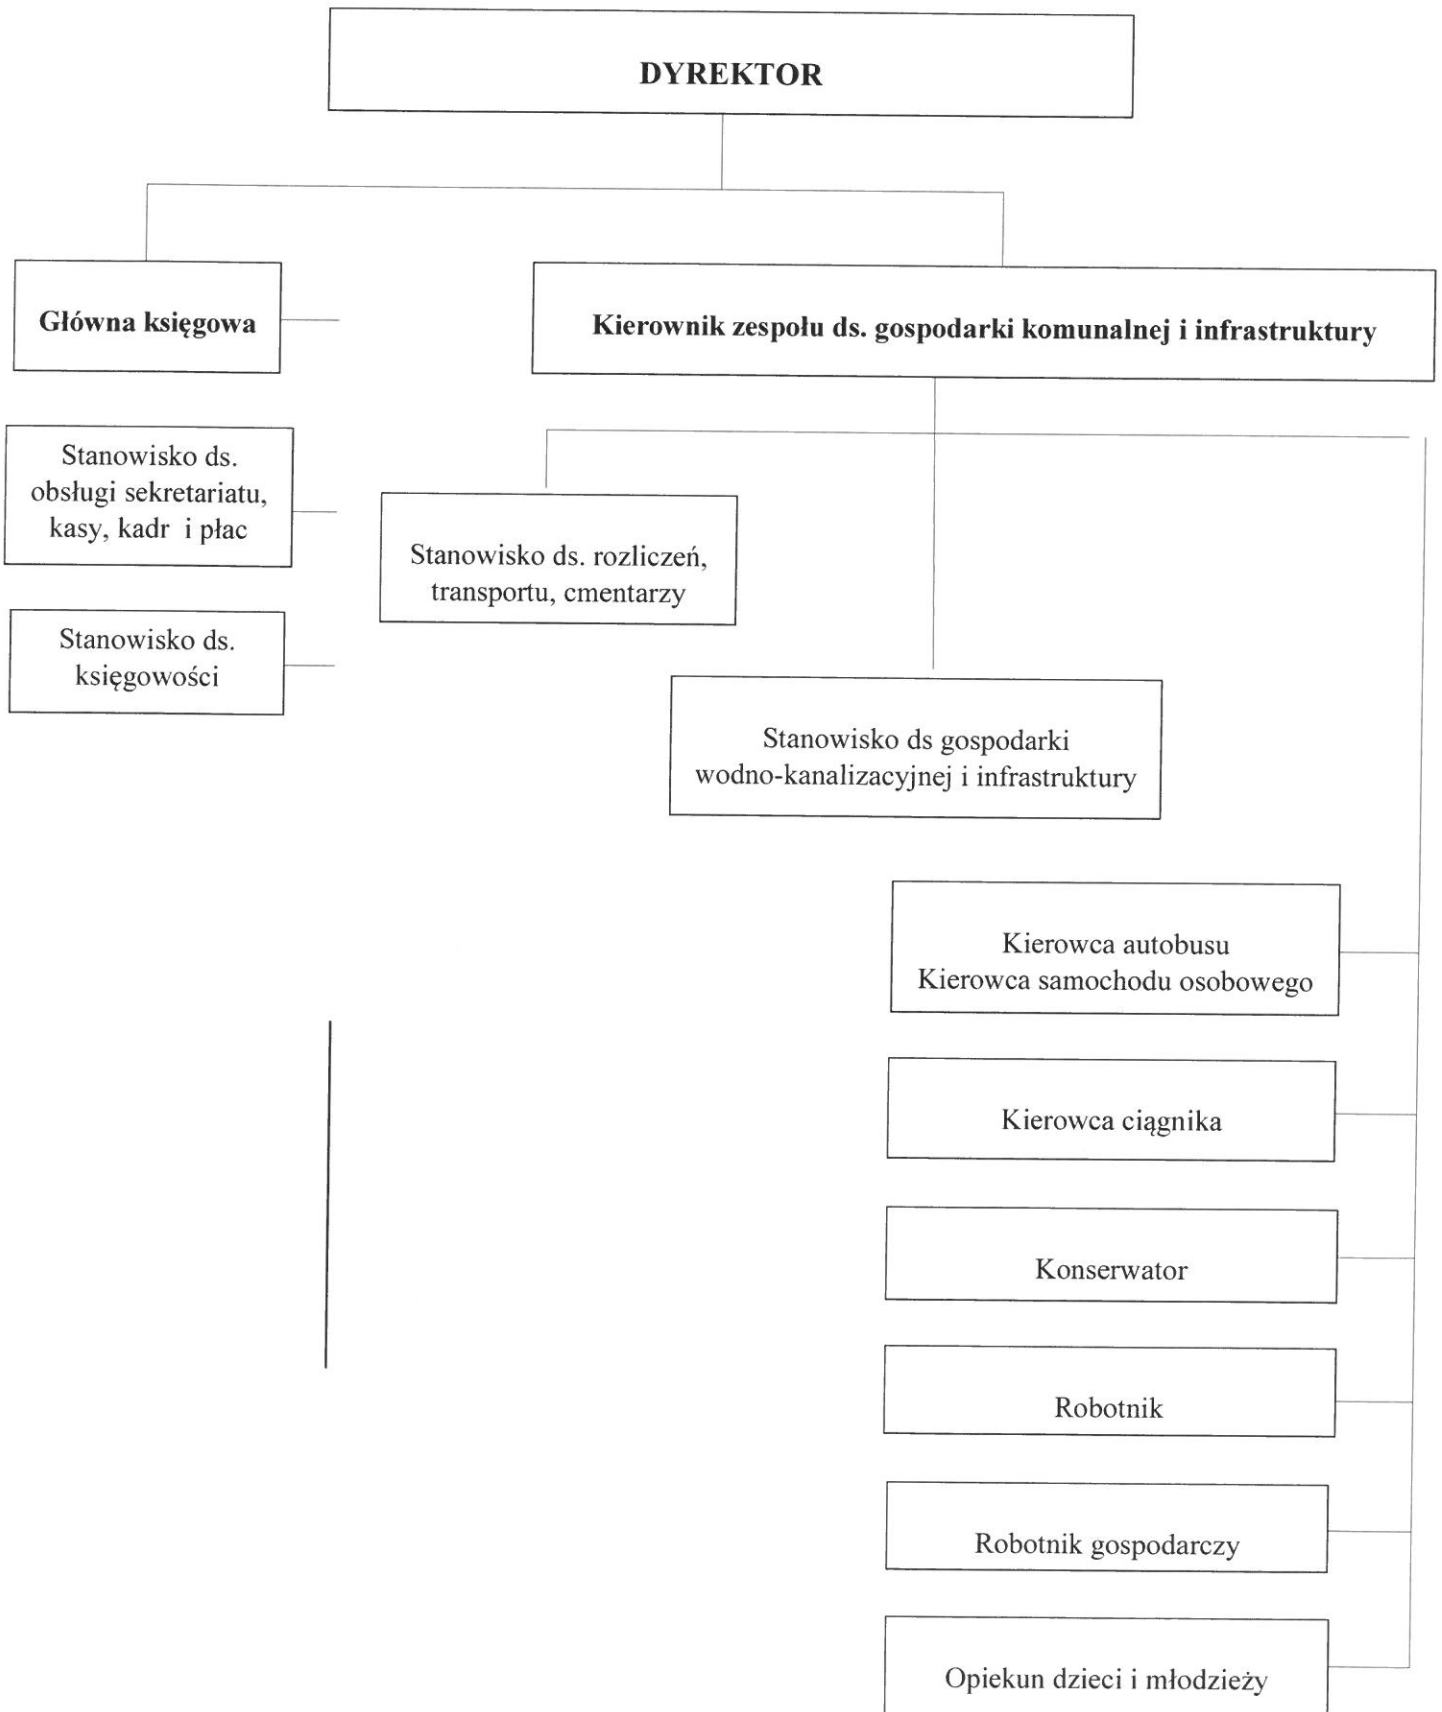 DYREKTOR
Główna księgowa
Kierownik zespołu ds. gospodarki komunalnej i infrastruktury
Stanowisko ds.
obsługi sekretariatu,
kasy, kadr i płac
Stanowisko ds. rozliczeń,
transportu, cmentarzy
Stanowisko ds.
księgowości
Stanowisko ds gospodarki
wodno-kanalizacyjnej i infrastruktury
Kierowca autobusu
Kierowca samochodu osobowego
Kierowca ciągnika
Konserwator
Robotnik
Robotnik gospodarczy
Opiekun dzieci i młodzieży